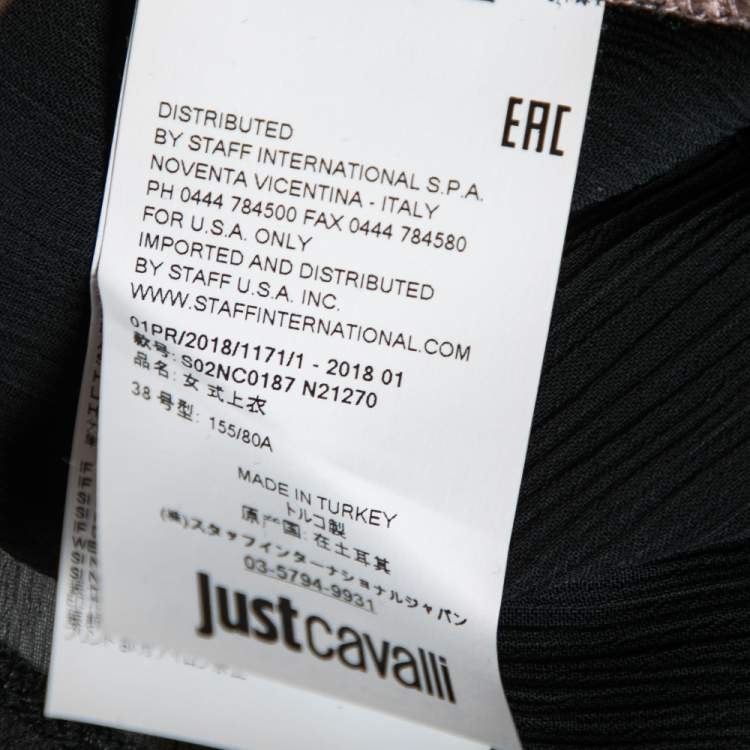 EAC
DISTRIBUTED
BY STAFF INTERNATIONAL S.P.A.
NOVENTA VICENTINA - ITALY
PH 0444 784500 FAX 0444 784580
FOR U.S.A. ONLY
IMPORTED AND DISTRIBUTED
BY STAFF U.S.A. INC.
WWW.STAFFINTERNATIONAL.COM
01PR/2018/1171/1 - 2018 01
款号: S02NC0187 N21270
品名: 女式上衣
38 号型: 155/80A
MADE IN TURKEY
トルコ製
原产国: 在土耳其
(株)スタッフインターナショナルジャパン
03-5794-9931
justcavalli